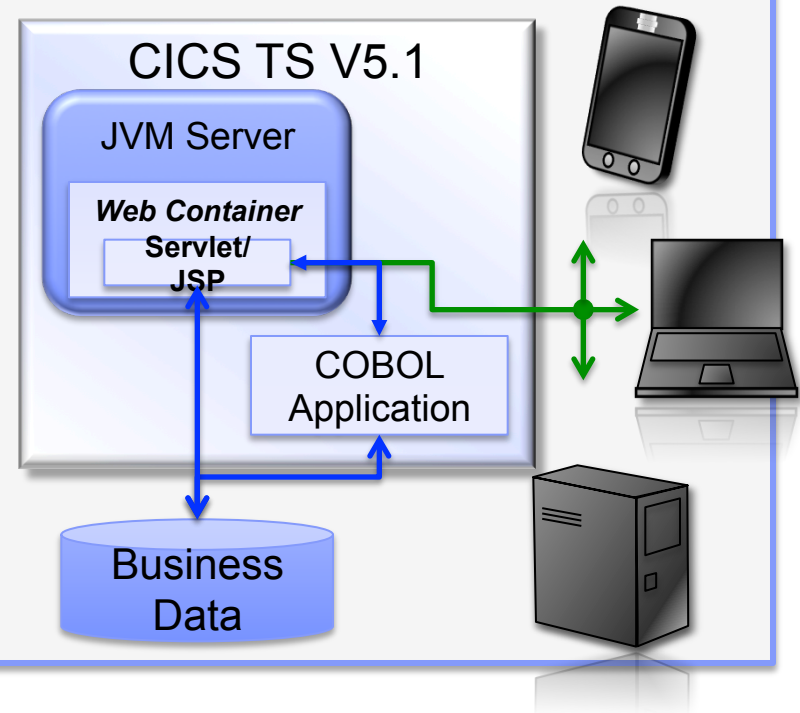 CICS TS V5.1
JVM Server
Web Container
Servlet/
JSP
COBOL
Application
Business
Data